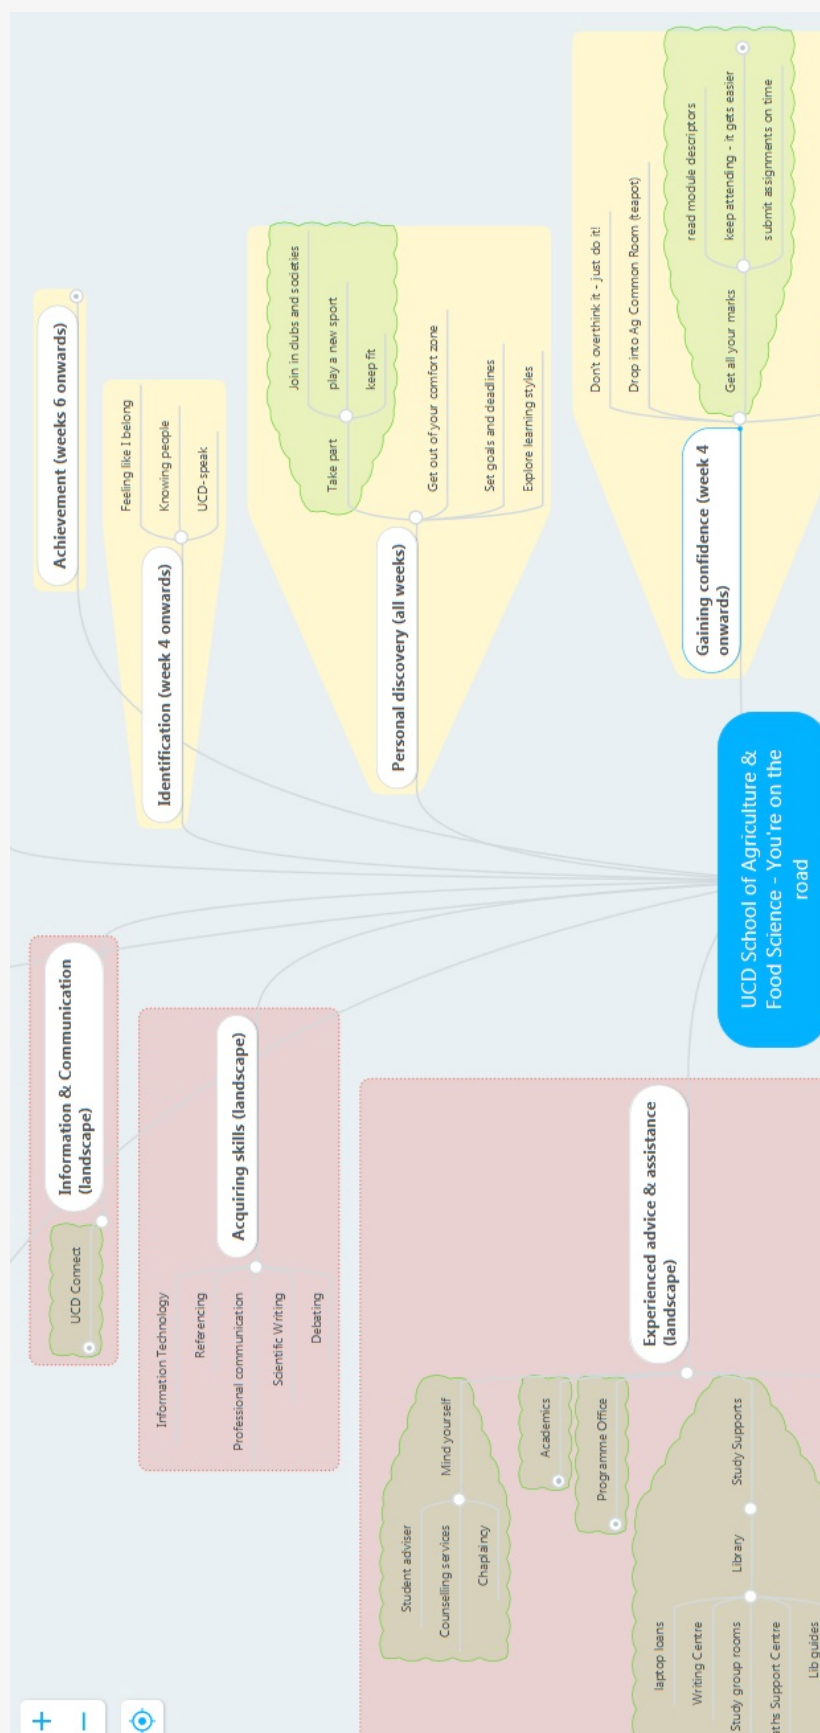 Achievement (weeks 6 onwards)
Feeling like I belong
Knowing people
UCD-speak
Identification (week 4 onwards)
Join in clubs and societies
play a new sport
keep fit
Take part
Get out of your comfort zone
Set goals and deadlines
Explore learning styles
Personal discovery (all weeks)
Don't overthink it - just do it!
Drop into Ag Common Room (teapot)
read module descriptors
keep attending - it gets easier
submit assignments on time
Get all your marks
Gaining confidence (week 4
onwards)
UCD School of Agriculture &
Food Science - You're on the
road
Information & Communication
(landscape)
UCD Connect
Acquiring skills (landscape)
Information Technology
Referencing
Professional communication
Scientific Writing
Debating
Experienced advice & assistance
(landscape)
Mind yourself
Student adviser
Counselling services
Chaplaincy
Academics
Programme Office
Study Supports
Library
laptop loans
Writing Centre
Study group rooms
ths Support Centre
Lib guides